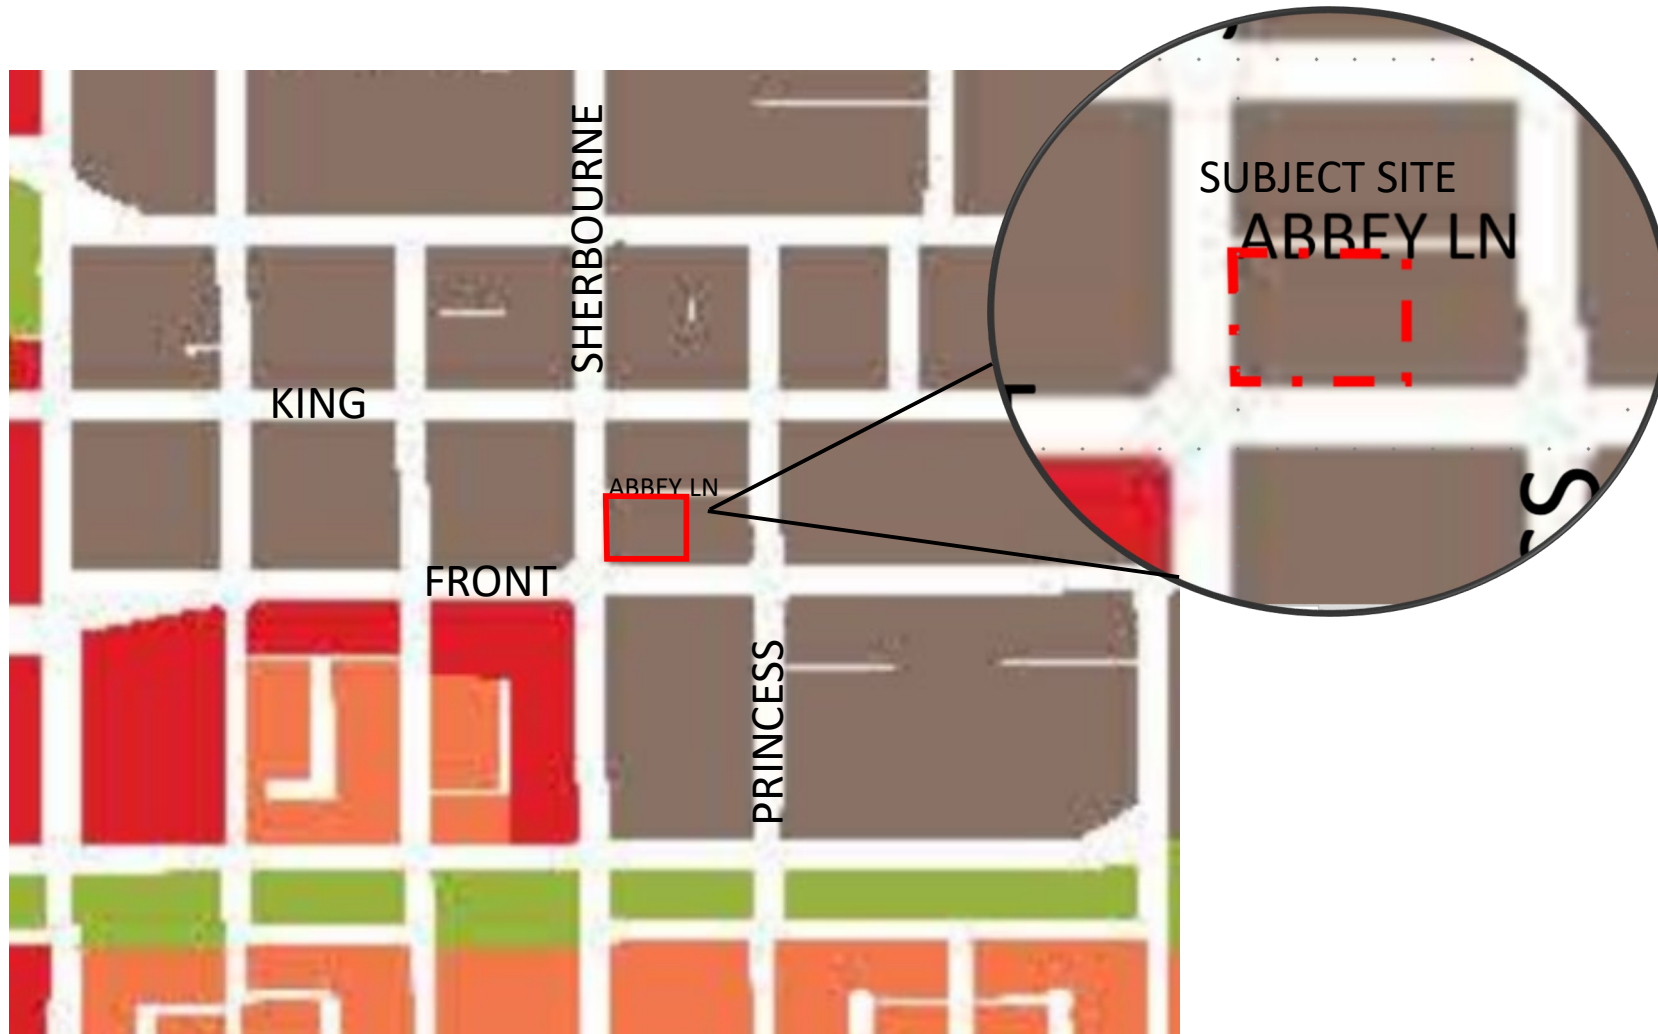 SHERBOURNE
SUBJECT SITE
ABBEY LN
KING
ABBEY LN
FRONT
PRINCESS